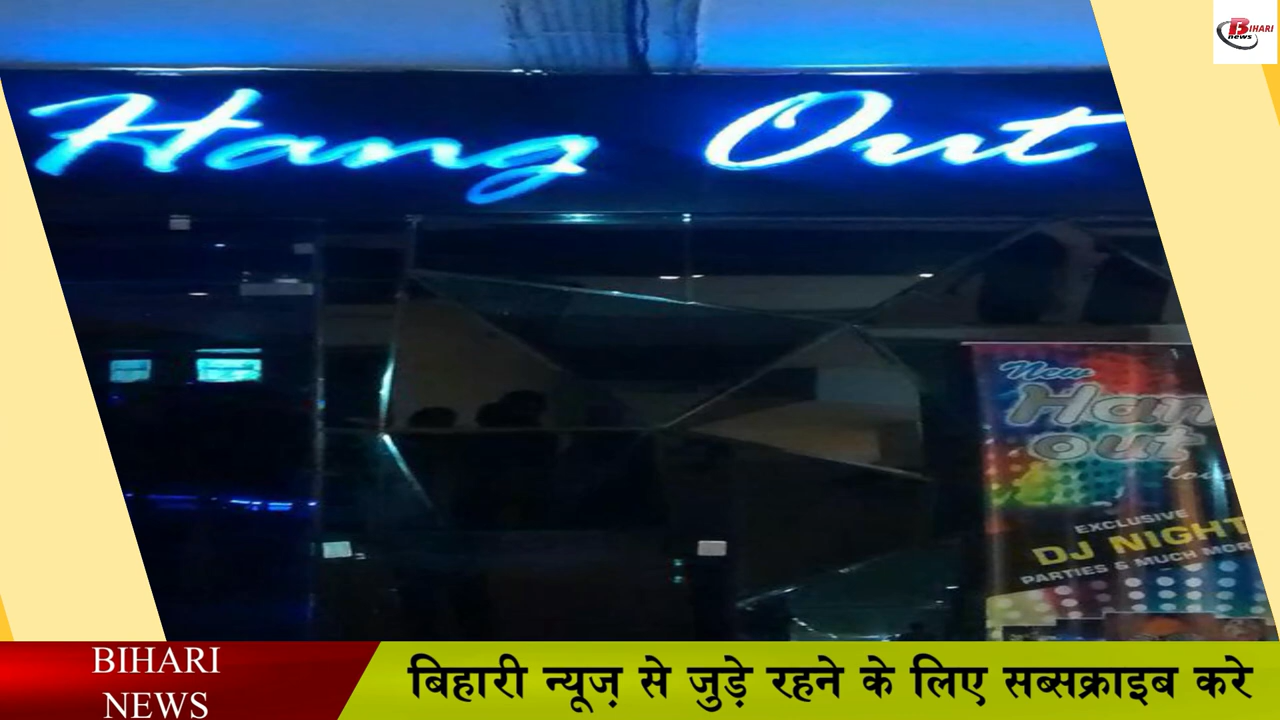 BIHARI
news
Hang Out
New
Han
out
EXCLUSIVE
DJ NIGHT
PARTIES & MUCH MOR
BIHARI
NEWS
बिहारी न्यूज़ से जुड़े रहने के लिए सब्सक्राइब करे